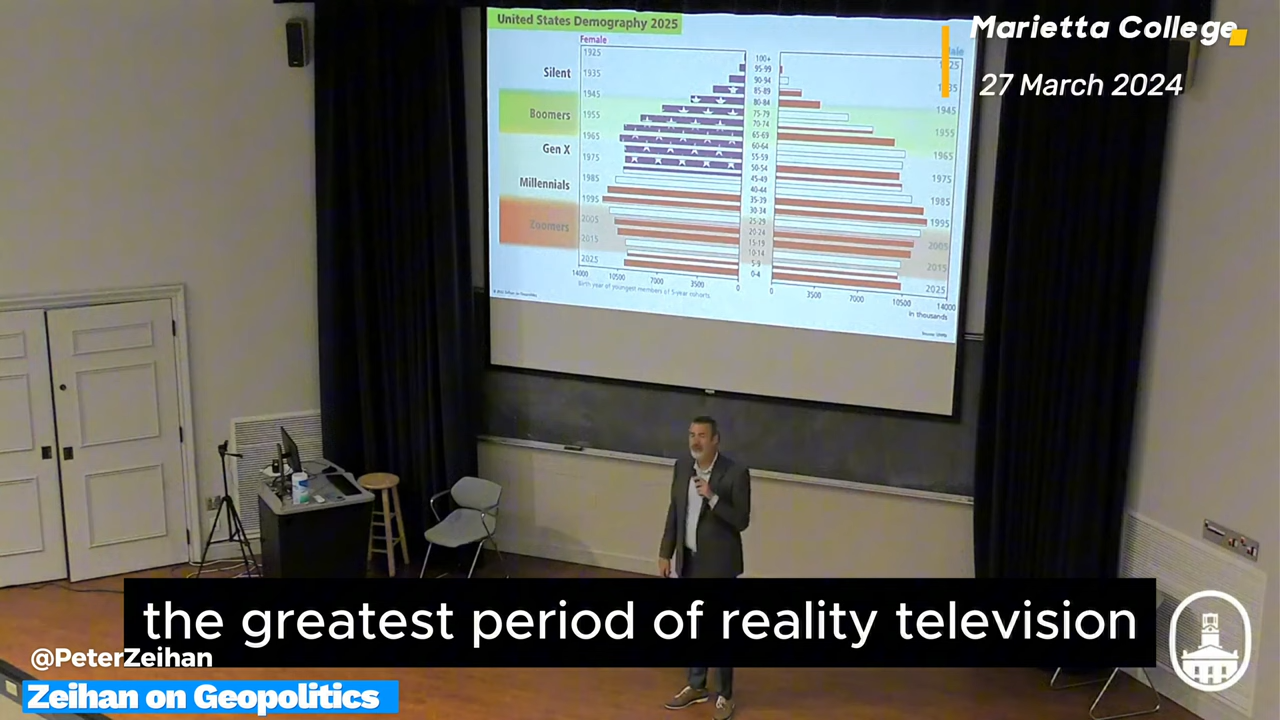 United States Demography 2025
Marietta College
27 March 2024
Female
1925
Silent
1935
1945
Boomers
1955
1965
Gen X
1975
Millennials
1985
1995
Zoomers
2005
2015
2025
100+
95-99
90-94
85-89
80-84
75-79
70-74
65-69
60-64
55-59
50-54
45-49
40-44
35-39
30-34
25-29
20-24
15-19
10-14
5-9
0-4
1945
1955
1965
1975
1985
1995
2005
2015
2025
14000 10500 7000 3500 0
0 3500 7000 10500 14000
Birth year of youngest members of 5-year cohorts
in thousands
the greatest period of reality television
@PeterZeihan
Zeihan on Geopolitics